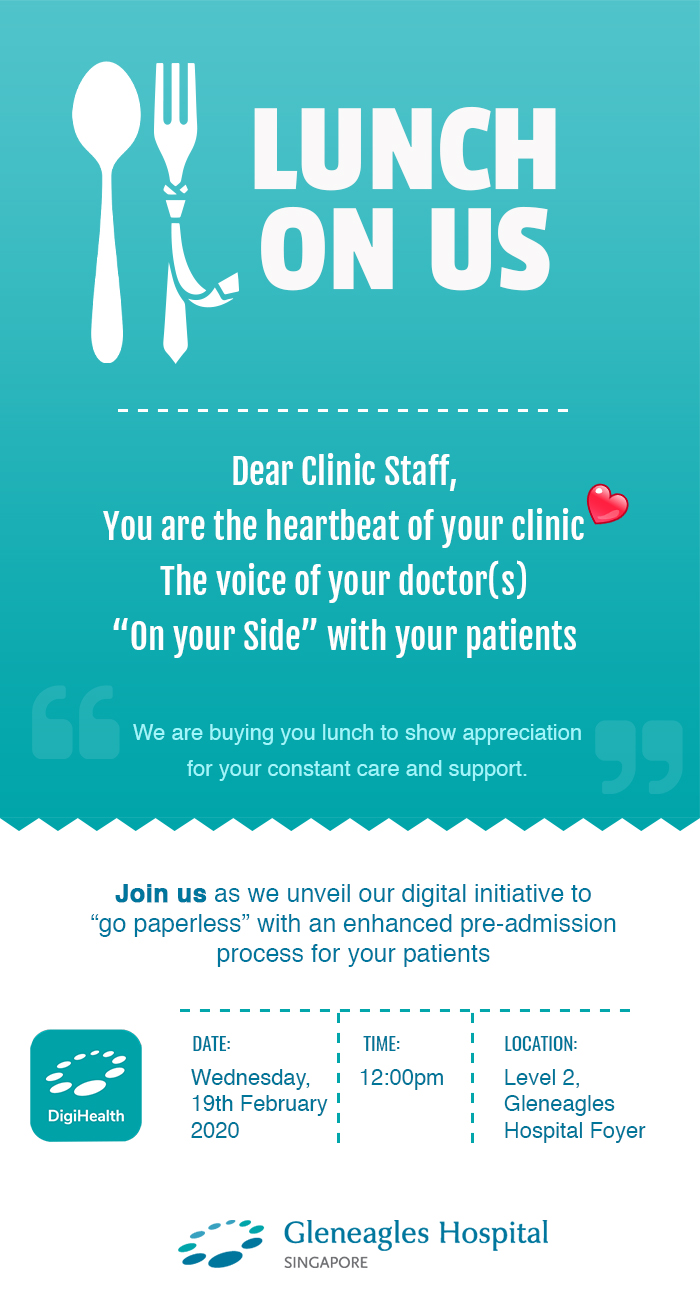 LUNCH
ON US
Dear Clinic Staff,
You are the heartbeat of your clinic
The voice of your doctor(s)
“On your Side” with your patients
We are buying you lunch to show appreciation
for your constant care and support.
Join us as we unveil our digital initiative to
“go paperless” with an enhanced pre-admission
process for your patients
DigiHealth
DATE:
Wednesday,
19th February
2020
TIME:
12:00pm
LOCATION:
Level 2,
Gleneagles
Hospital Foyer
Gleneagles Hospital
SINGAPORE